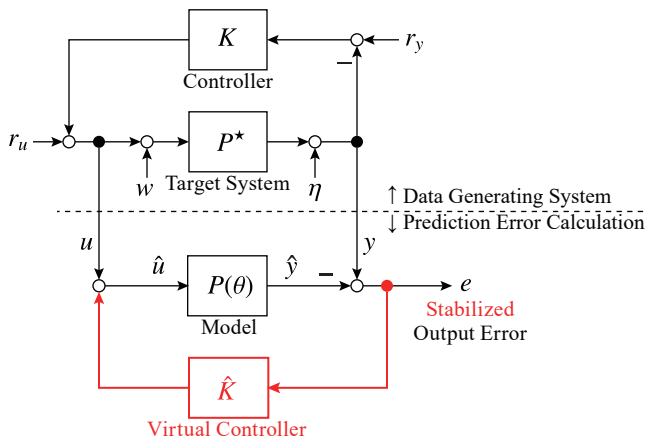 K
r_y
−
Controller
r_u
P★
w
Target System
η
↑ Data Generating System
↓ Prediction Error Calculation
u
y
û
P(θ)
ŷ
−
e
Model
Stabilized
Output Error
K̂
Virtual Controller